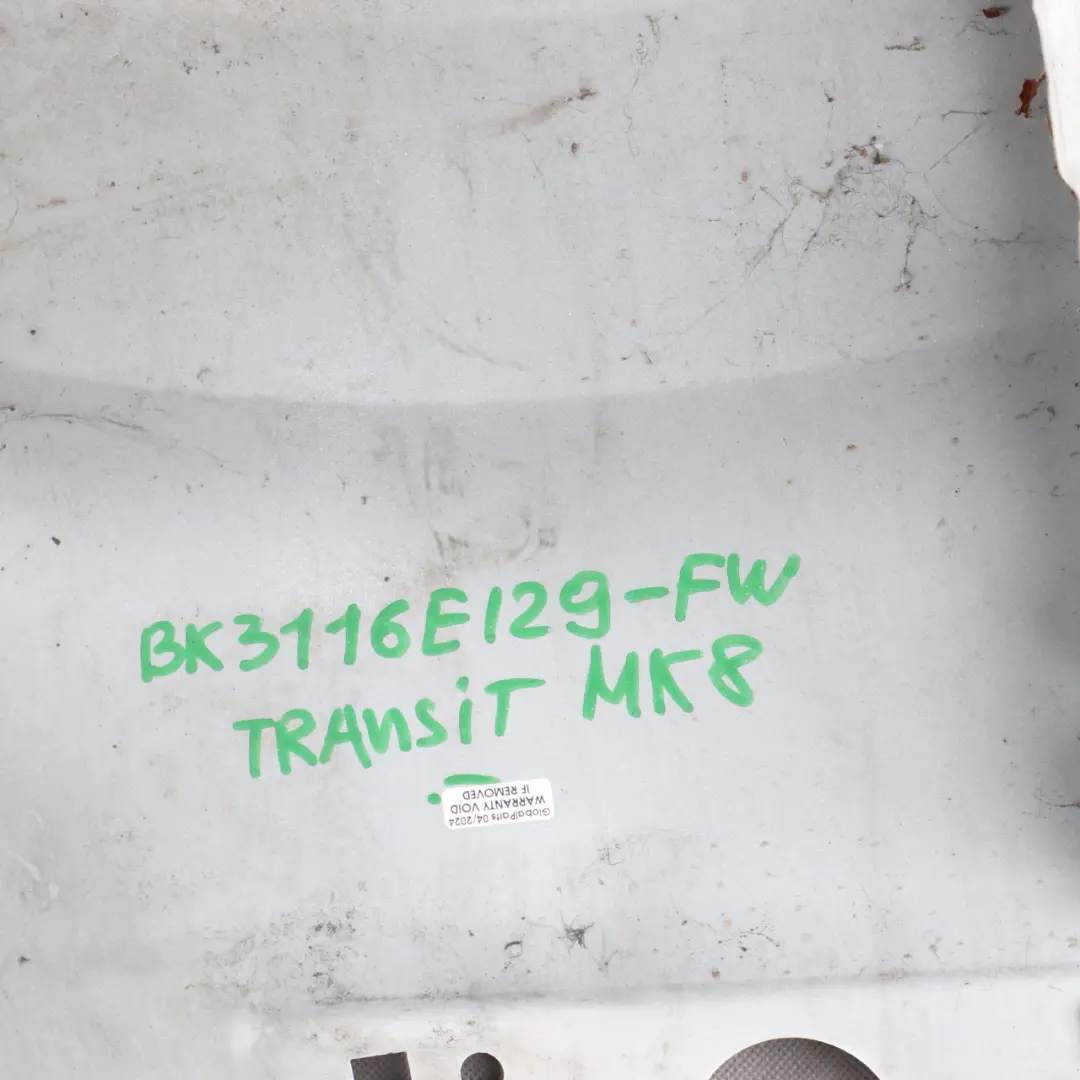 BK3116E129-FW
TRANSiT MK8
GlobalParts 04/2024
WARRANTY VOID
IF REMOVED